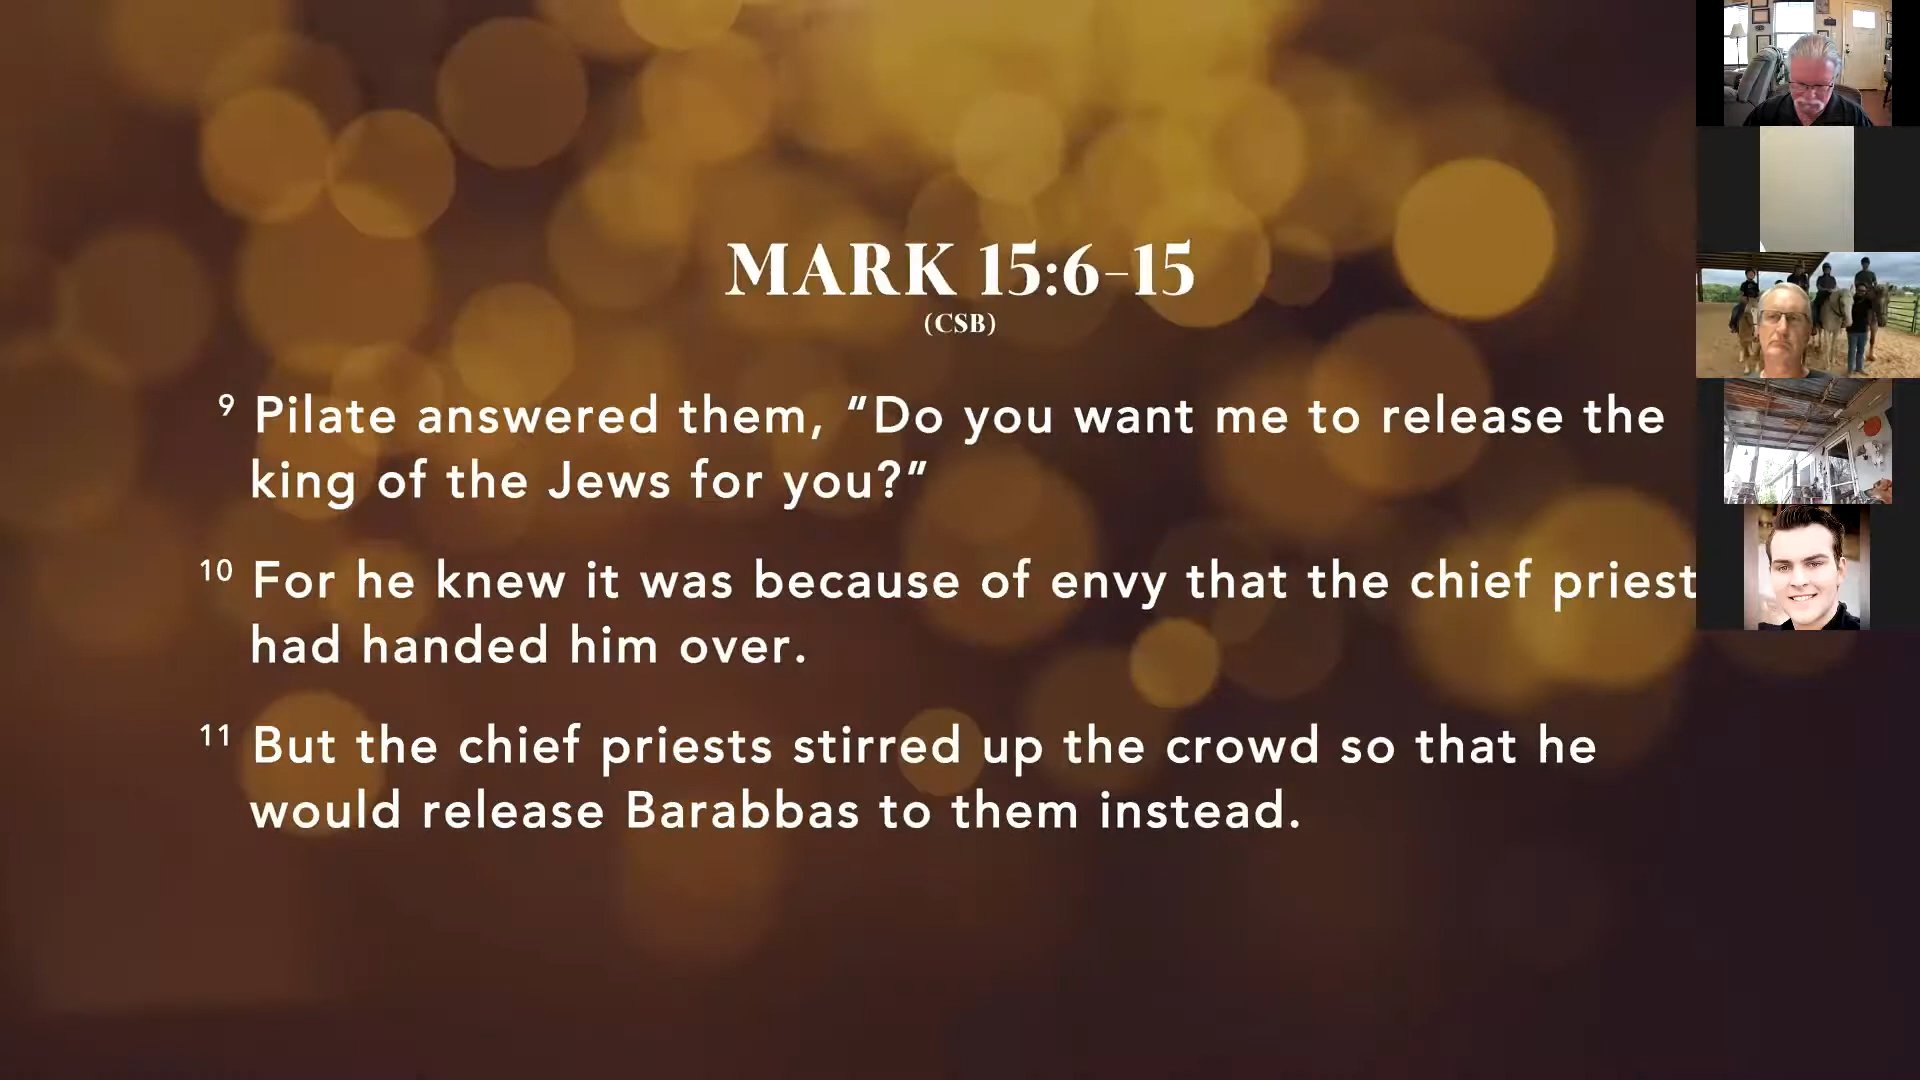 MARK 15:6–15
(CSB)
9 Pilate answered them, “Do you want me to release the
king of the Jews for you?”
10 For he knew it was because of envy that the chief priest
had handed him over.
11 But the chief priests stirred up the crowd so that he
would release Barabbas to them instead.